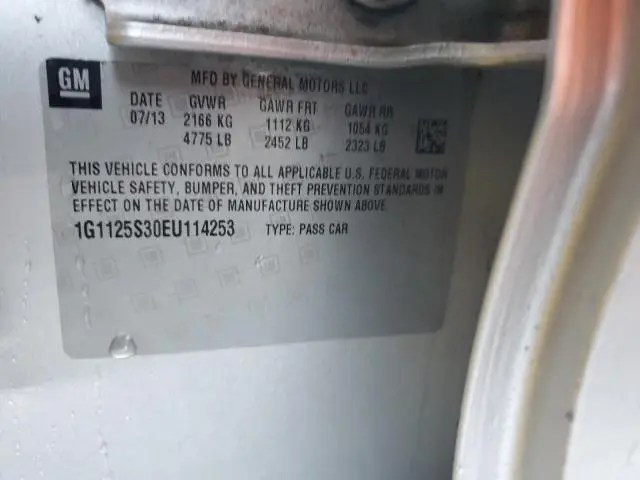 GM
MFD BY GENERAL MOTORS LLC
DATE GVWR GAWR FRT GAWR RR
07/13 2166 KG 1112 KG 1054 KG
4775 LB 2452 LB 2323 LB
THIS VEHICLE CONFORMS TO ALL APPLICABLE U.S. FEDERAL MOTOR
VEHICLE SAFETY, BUMPER, AND THEFT PREVENTION STANDARDS IN
EFFECT ON THE DATE OF MANUFACTURE SHOWN ABOVE.
1G1125S30EU114253 TYPE: PASS CAR